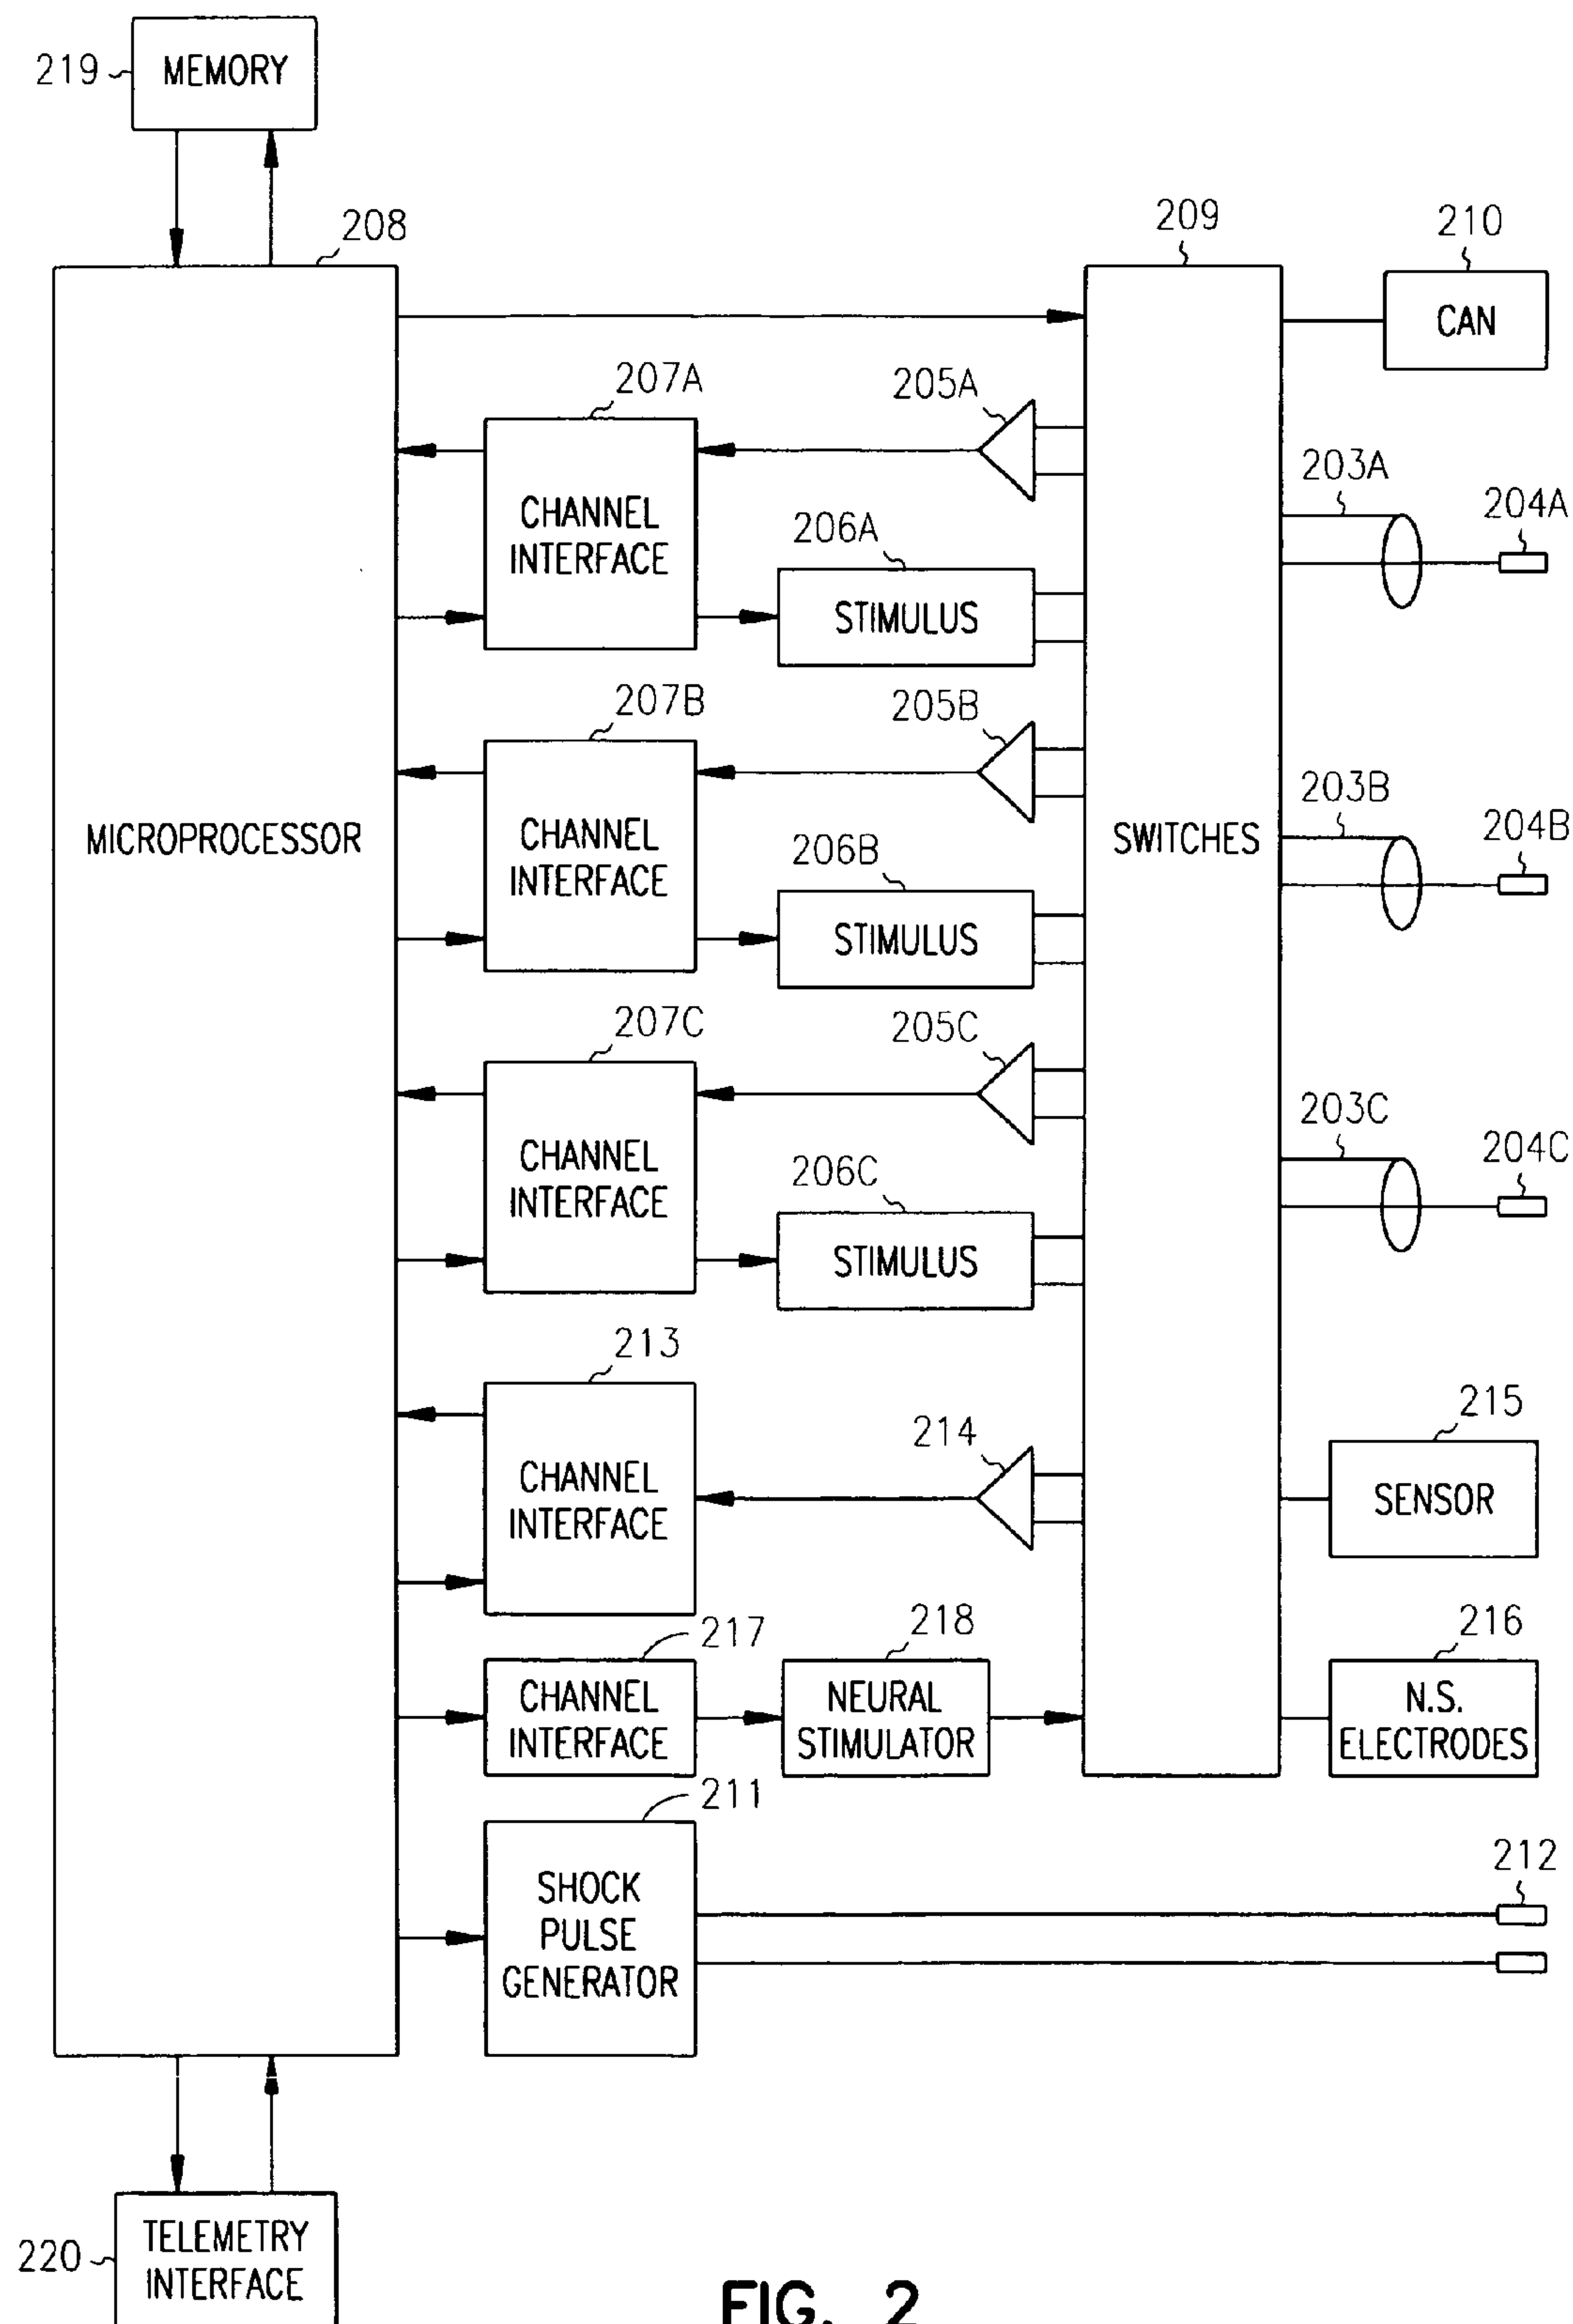 219
MEMORY
208
209
210
CAN
207A
205A
CHANNEL
INTERFACE
206A
STIMULUS
203A
204A
207B
205B
MICROPROCESSOR
CHANNEL
INTERFACE
206B
STIMULUS
SWITCHES
203B
204B
207C
205C
CHANNEL
INTERFACE
206C
STIMULUS
203C
204C
213
CHANNEL
INTERFACE
214
215
SENSOR
217
CHANNEL
INTERFACE
218
NEURAL
STIMULATOR
216
N.S.
ELECTRODES
211
SHOCK
PULSE
GENERATOR
212
220
TELEMETRY
INTERFACE
FIG. 2